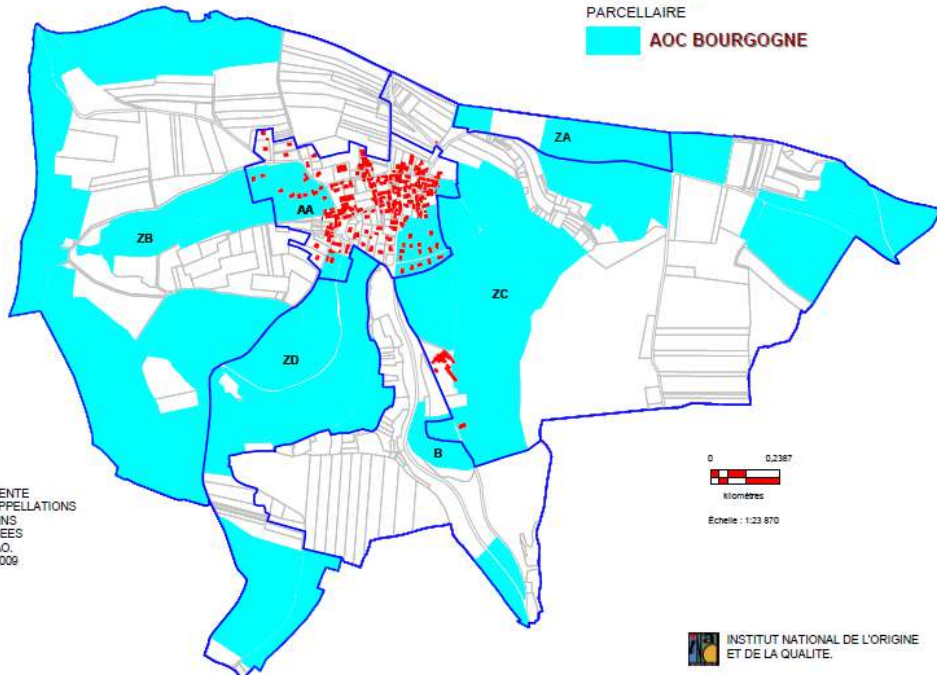 PARCELLAIRE
AOC BOURGOGNE
ZA
AA
ZB
ZC
ZD
B
0 0,2387
kilomètres
Échelle : 1:23 870
ENTE
PPELLATIONS
NS
EES
AO.
009
INSTITUT NATIONAL DE L'ORIGINE
ET DE LA QUALITE.